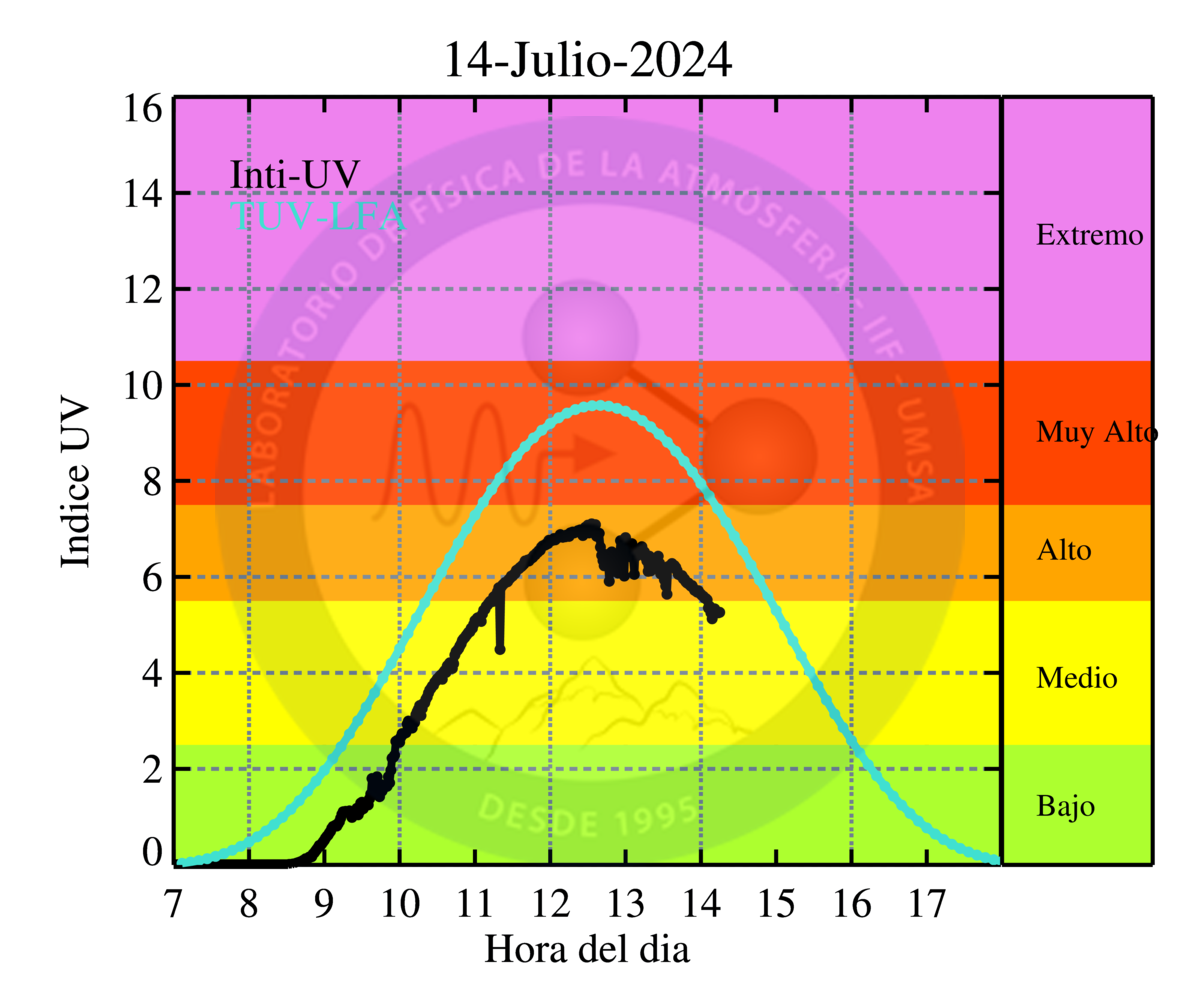 14-Julio-2024
Inti-UV
TUV-LFA
LABORATORIO DE FÍSICA DE LA ATMÓSFERA - IIF - UMSA
DESDE 1995
Indice UV
16
14
12
10
8
6
4
2
0
Extremo
Muy Alto
Alto
Medio
Bajo
7 8 9 10 11 12 13 14 15 16 17
Hora del dia